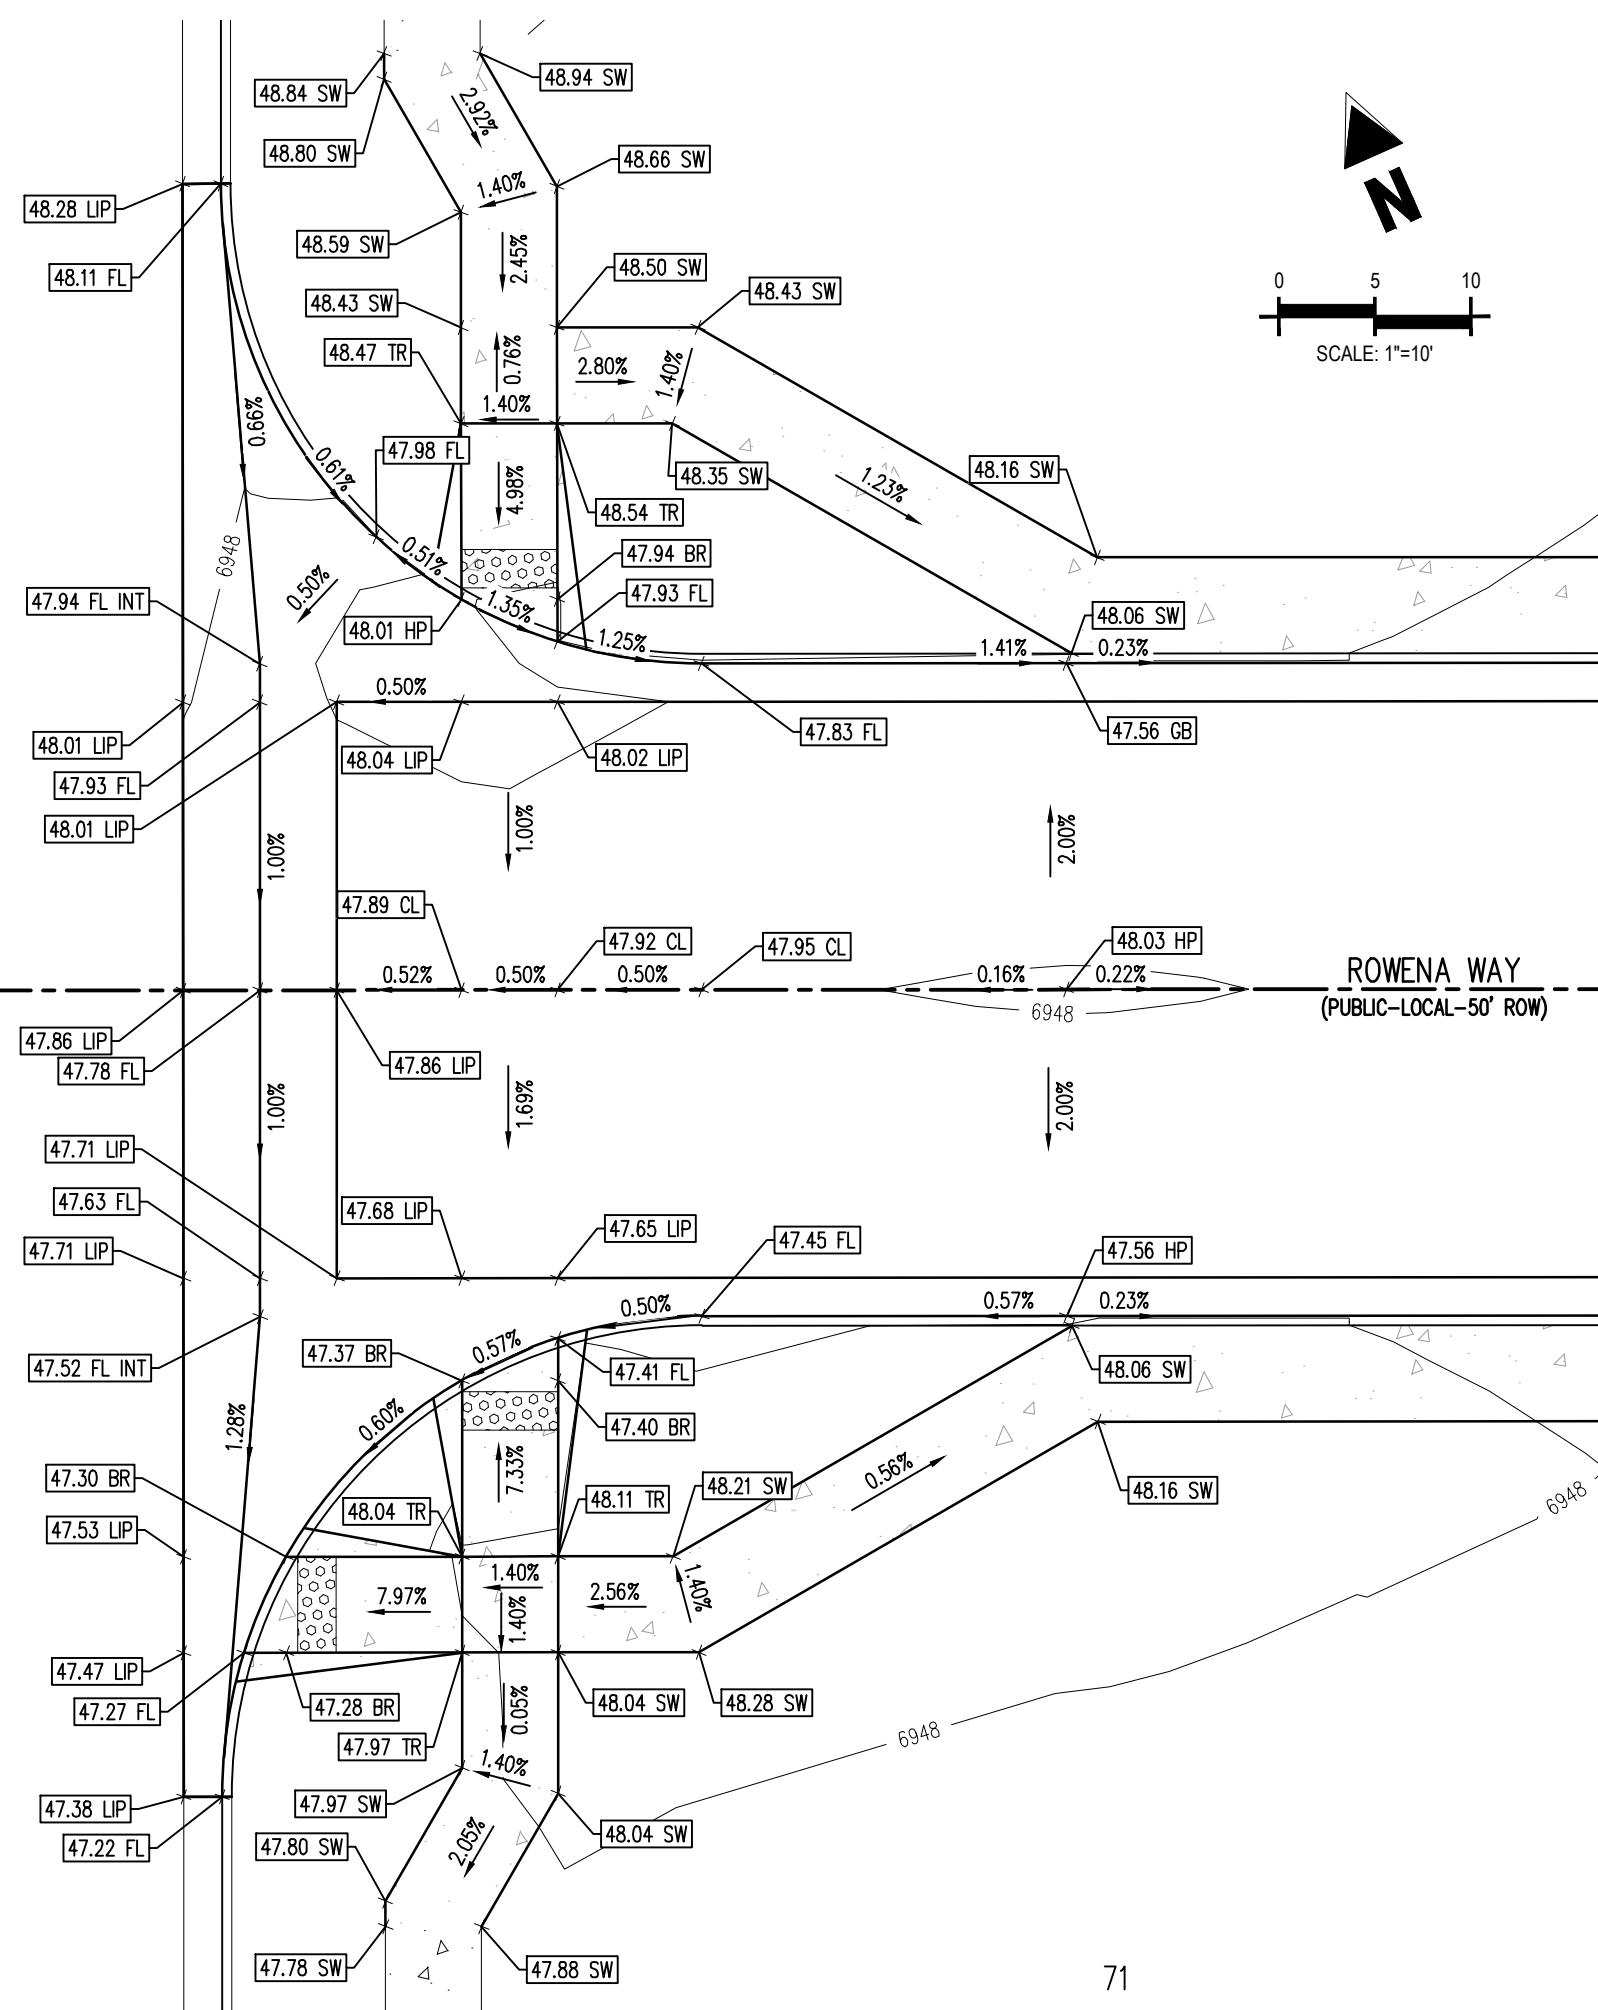 48.84 SW
48.94 SW
2.92%
48.80 SW
48.66 SW
1.40%
48.28 LIP
48.59 SW
2.45%
48.11 FL
48.50 SW
48.43 SW
48.43 SW
48.47 TR
0.76%
2.80%
1.40%
1.40%
0.66%
0.61%
47.98 FL
48.35 SW
48.16 SW
4.98%
1.23%
48.54 TR
6948
0.51%
47.94 BR
0.50%
47.94 FL INT
1.35%
47.93 FL
48.01 HP
1.25%
48.06 SW
1.41%
0.23%
0.50%
48.01 LIP
47.83 FL
47.56 GB
48.04 LIP
48.02 LIP
47.93 FL
48.01 LIP
1.00%
1.00%
2.00%
47.89 CL
47.92 CL
47.95 CL
48.03 HP
0.52%
0.50%
0.50%
0.16%
0.22%
ROWENA WAY
(PUBLIC-LOCAL-50' ROW)
6948
47.86 LIP
47.78 FL
47.86 LIP
1.00%
1.69%
2.00%
47.71 LIP
47.63 FL
47.68 LIP
47.65 LIP
47.45 FL
47.56 HP
47.71 LIP
0.50%
0.57%
0.23%
47.52 FL INT
47.37 BR
0.57%
47.41 FL
48.06 SW
1.28%
0.60%
47.40 BR
47.30 BR
7.33%
0.56%
48.21 SW
48.16 SW
6948
48.04 TR
48.11 TR
47.53 LIP
1.40%
1.40%
7.97%
1.40%
2.56%
47.47 LIP
47.27 FL
47.28 BR
0.05%
48.04 SW
48.28 SW
47.97 TR
6948
1.40%
47.38 LIP
47.97 SW
47.22 FL
47.80 SW
2.05%
48.04 SW
47.78 SW
47.88 SW
71
N
0 5 10
SCALE: 1"=10'